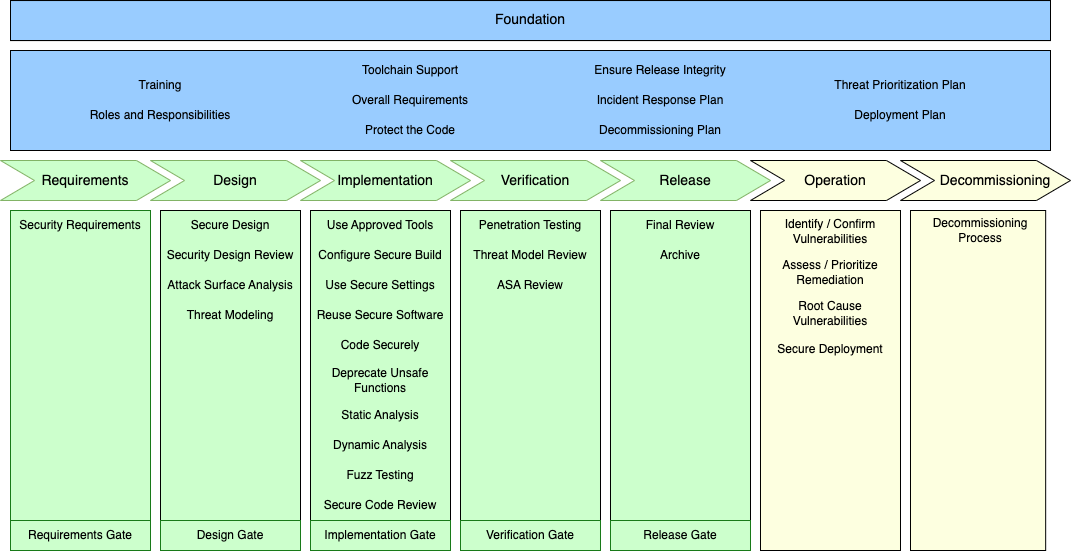 Foundation
Training
Roles and Responsibilities
Toolchain Support
Overall Requirements
Protect the Code
Ensure Release Integrity
Incident Response Plan
Decommissioning Plan
Threat Prioritization Plan
Deployment Plan
Requirements
Design
Implementation
Verification
Release
Operation
Decommissioning
Security Requirements
Requirements Gate
Secure Design
Security Design Review
Attack Surface Analysis
Threat Modeling
Design Gate
Use Approved Tools
Configure Secure Build
Use Secure Settings
Reuse Secure Software
Code Securely
Deprecate Unsafe
Functions
Static Analysis
Dynamic Analysis
Fuzz Testing
Secure Code Review
Implementation Gate
Penetration Testing
Threat Model Review
ASA Review
Verification Gate
Final Review
Archive
Release Gate
Identify / Confirm
Vulnerabilities
Assess / Prioritize
Remediation
Root Cause
Vulnerabilities
Secure Deployment
Decommissioning
Process